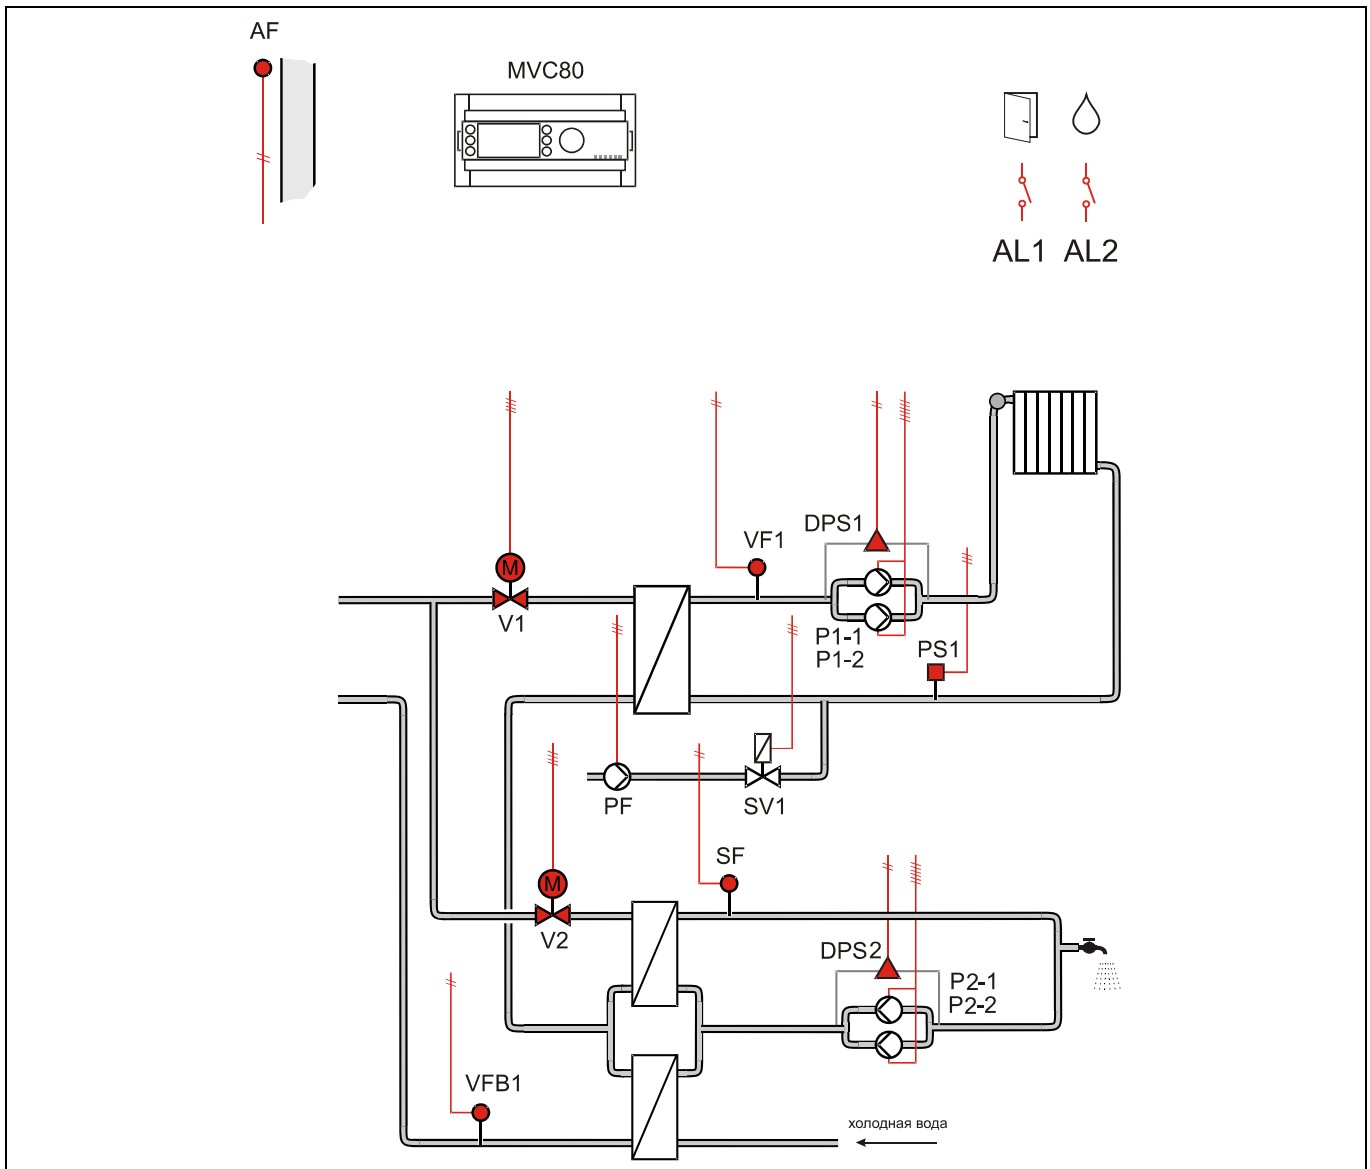 AF
MVC80
AL1 AL2
DPS1
VF1
M
V1
P1-1
P1-2
PS1
PF
SV1
SF
M
V2
DPS2
P2-1
P2-2
VFB1
холодная вода